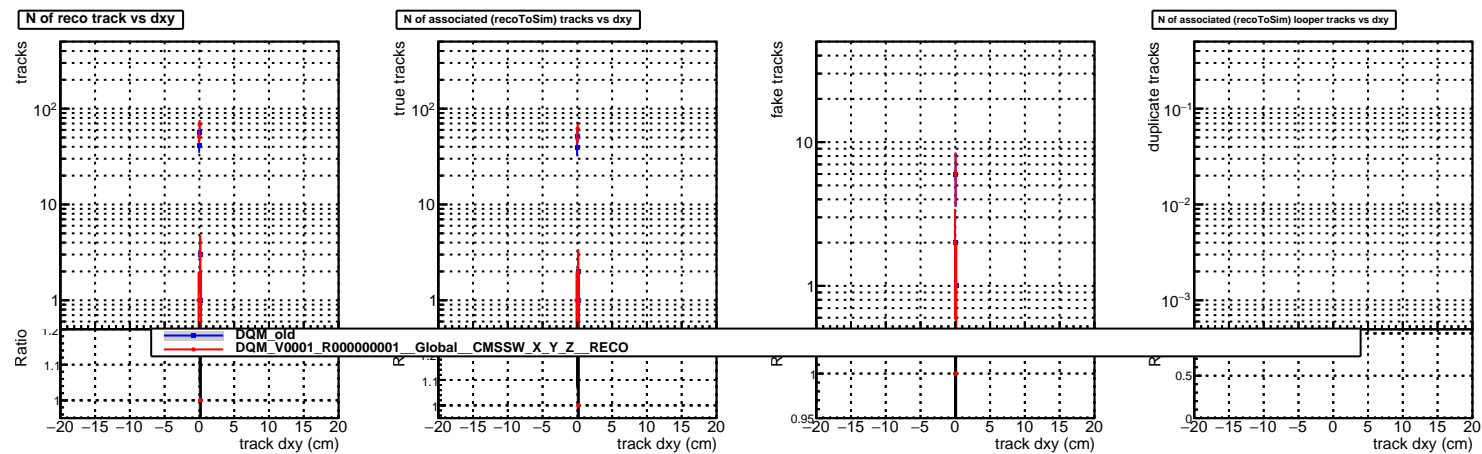 N of reco track vs dxy
N of associated (recoToSim) tracks vs dxy
N of associated (recoToSim) looper tracks vs dxy
tracks
10²
10
1
true tracks
10²
10
1
fake tracks
10
1
duplicate tracks
10⁻¹
10⁻²
10⁻³
DQM_old
DQM_V0001_R000000001__Global__CMSSW_X_Y_Z__RECO
Ratio
1.1
1
1.1
1
1
0.95
0.5
0
−20 −15 −10 −5 0 5 10 15 20
track dxy (cm)
−20 −15 −10 −5 0 5 10 15 20
track dxy (cm)
−20 −15 −10 −5 0 5 10 15 20
track dxy (cm)
−20 −15 −10 −5 0 5 10 15 20
track dxy (cm)